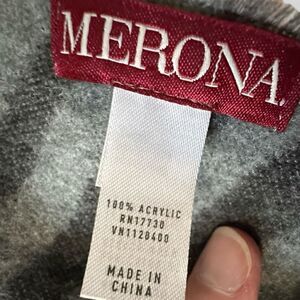 MERONA
100% ACRYLIC
RN17730
VN1120400
MADE IN
CHINA